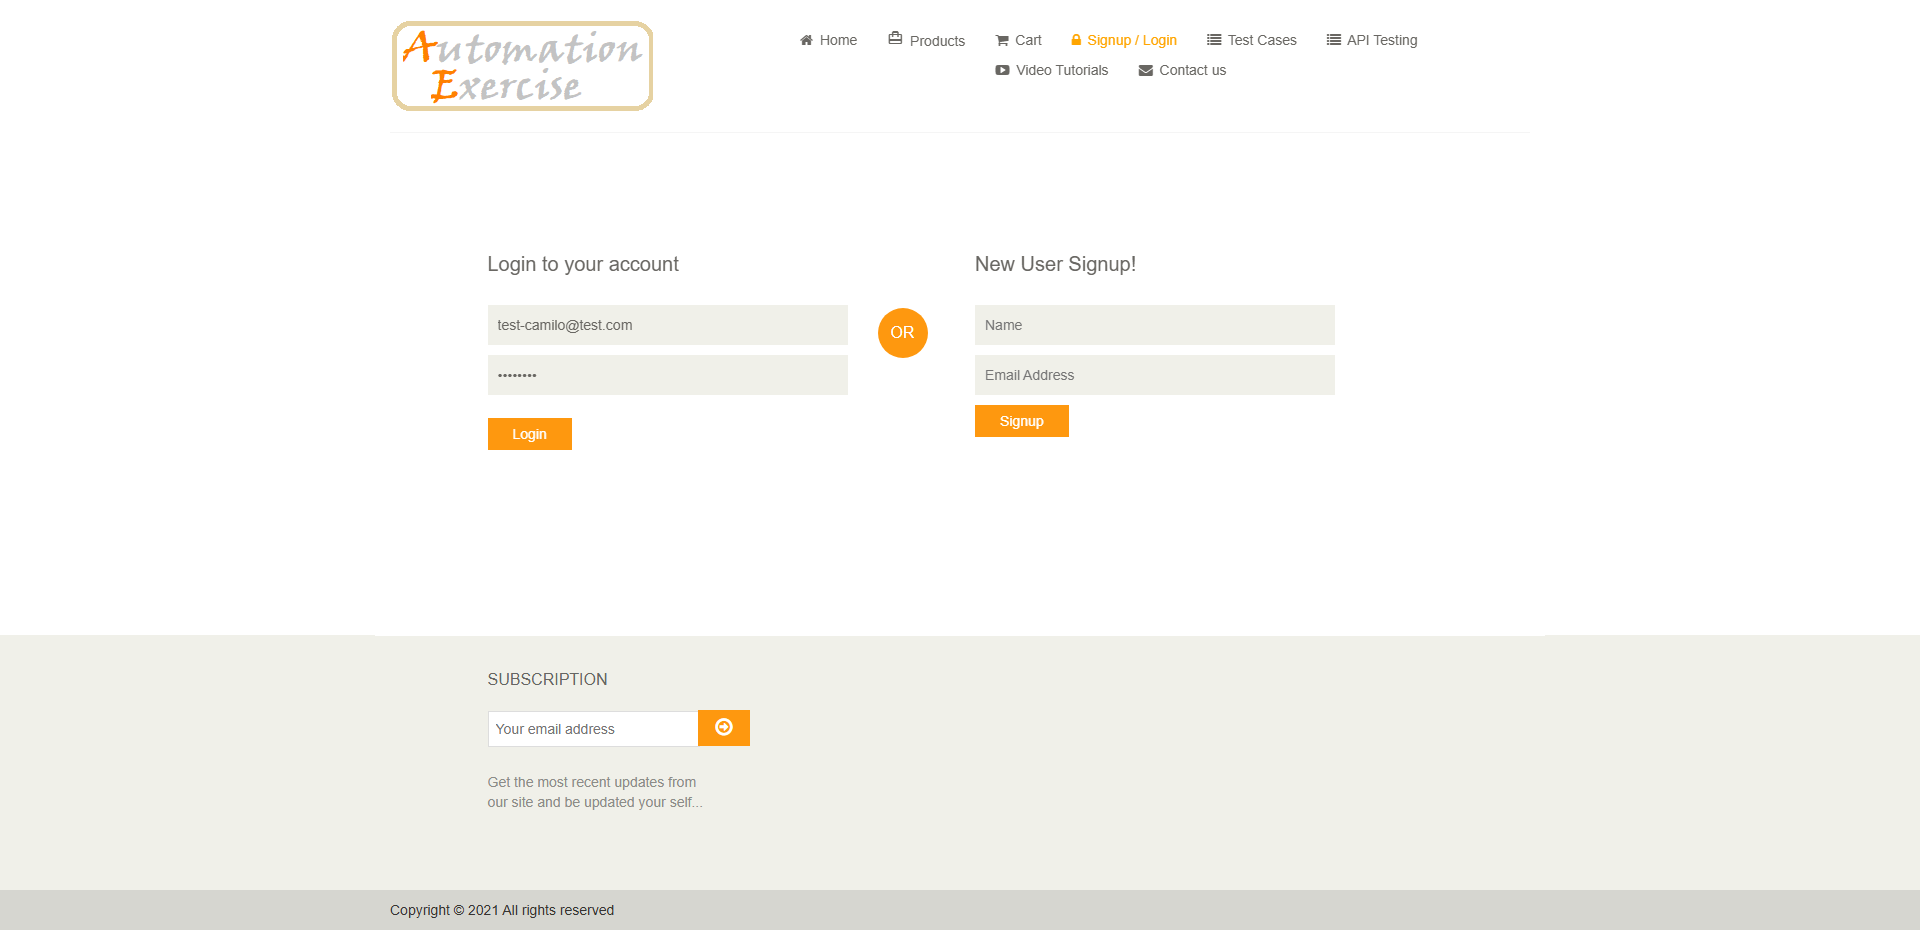 Automation
Exercise
Home
Products
Cart
Signup / Login
Test Cases
API Testing
Video Tutorials
Contact us
Login to your account
test-camilo@test.com
••••••••
Login
OR
New User Signup!
Name
Email Address
Signup
SUBSCRIPTION
Your email address
Get the most recent updates from
our site and be updated your self...
Copyright © 2021 All rights reserved